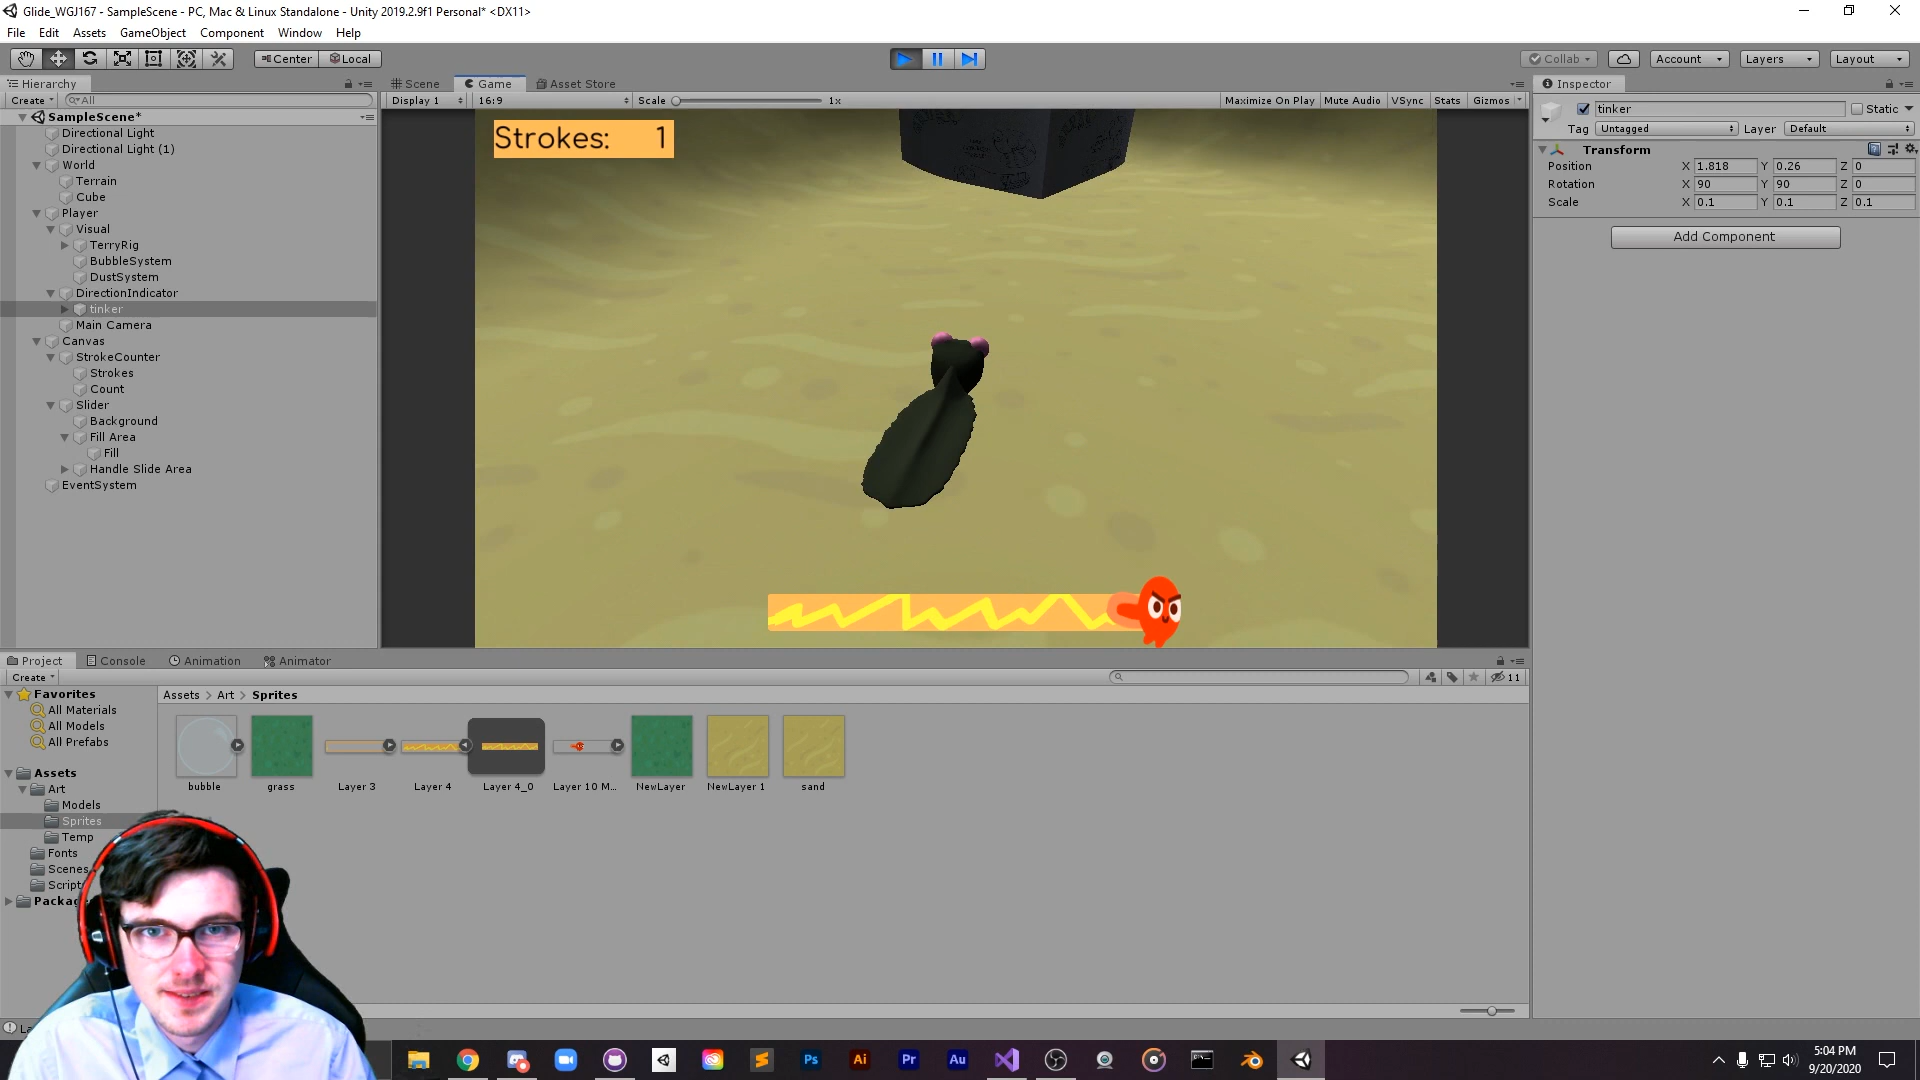 Glide_WGJ167 - SampleScene - PC, Mac & Linux Standalone - Unity 2019.2.9f1 Personal* <DX11>
File Edit Assets GameObject Component Window Help
Center Local Collab Account Layers Layout
Hierarchy
Create All
SampleScene*
Directional Light
Directional Light (1)
World
Terrain
Cube
Player
Visual
TerryRig
BubbleSystem
DustSystem
DirectionIndicator
tinker
Main Camera
Canvas
StrokeCounter
Strokes
Count
Slider
Background
Fill Area
Fill
Handle Slide Area
EventSystem
Scene Game Asset Store
Display 1 16:9 Scale 1x Maximize On Play Mute Audio VSync Stats Gizmos
Strokes: 1
Inspector
tinker Static
Tag Untagged Layer Default
Transform
Position X 1.818 Y 0.26 Z 0
Rotation X 90 Y 90 Z 0
Scale X 0.1 Y 0.1 Z 0.1
Add Component
Project Console Animation Animator
Create 11
Favorites
All Materials
All Models
All Prefabs
Assets
Art
Models
Sprites
Temp
Fonts
Scenes
Assets > Art > Sprites
bubble grass Layer 3 Layer 4 Layer 4_0 Layer 10 M... NewLayer NewLayer 1 sand
Ps Ai Pr Au
5:04 PM
9/20/2020